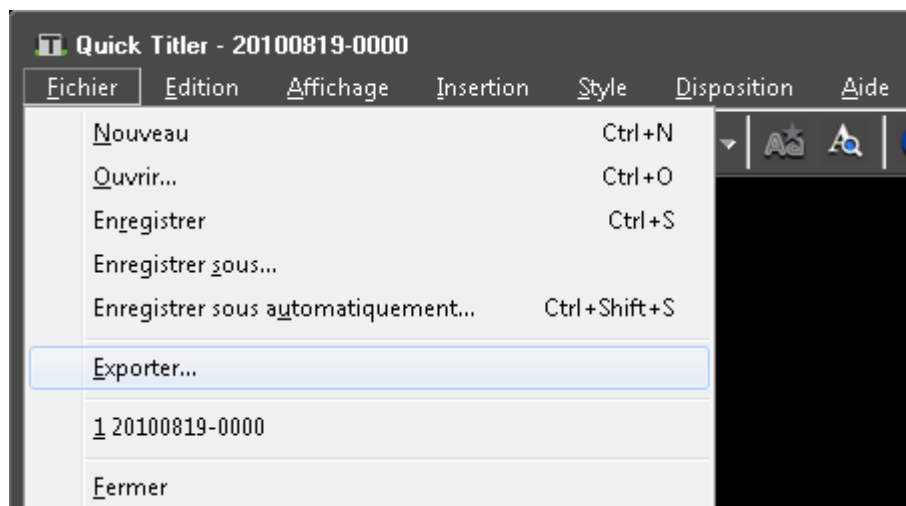 Quick Titler - 20100819-0000
Fichier Edition Affichage Insertion Style Disposition Aide
Nouveau Ctrl+N
Ouvrir... Ctrl+O
Enregistrer Ctrl+S
Enregistrer sous...
Enregistrer sous automatiquement... Ctrl+Shift+S
Exporter...
1 20100819-0000
Fermer